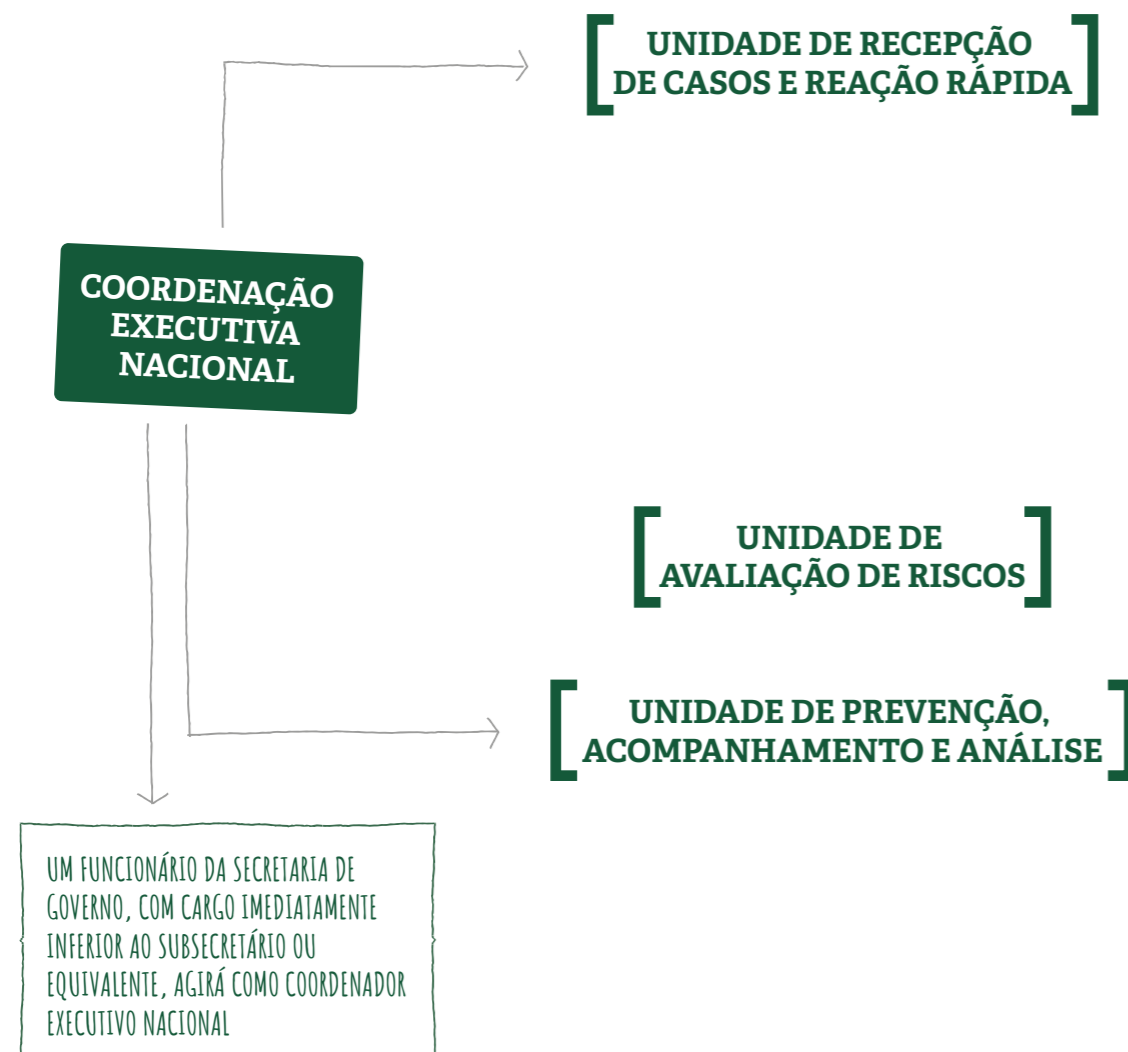 UNIDADE DE RECEPÇÃO
DE CASOS E REAÇÃO RÁPIDA
COORDENAÇÃO
EXECUTIVA
NACIONAL
UNIDADE DE
AVALIAÇÃO DE RISCOS
UNIDADE DE PREVENÇÃO,
ACOMPANHAMENTO E ANÁLISE
UM FUNCIONÁRIO DA SECRETARIA DE
GOVERNO, COM CARGO IMEDIATAMENTE
INFERIOR AO SUBSECRETÁRIO OU
EQUIVALENTE, AGIRÁ COMO COORDENADOR
EXECUTIVO NACIONAL